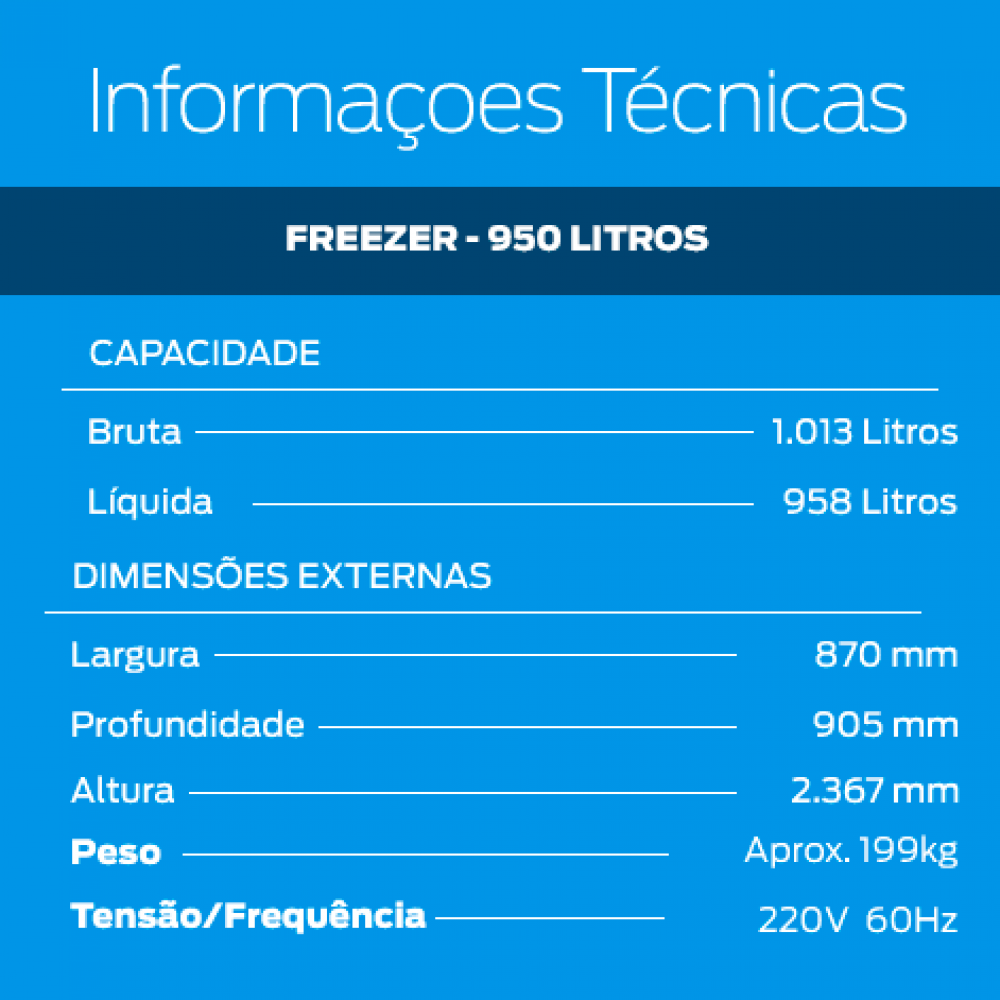 Informaçoes Técnicas
FREEZER - 950 LITROS
CAPACIDADE
Bruta 1.013 Litros
Líquida 958 Litros
DIMENSÕES EXTERNAS
Largura 870 mm
Profundidade 905 mm
Altura 2.367 mm
Peso Aprox. 199kg
Tensão/Frequência 220V 60Hz